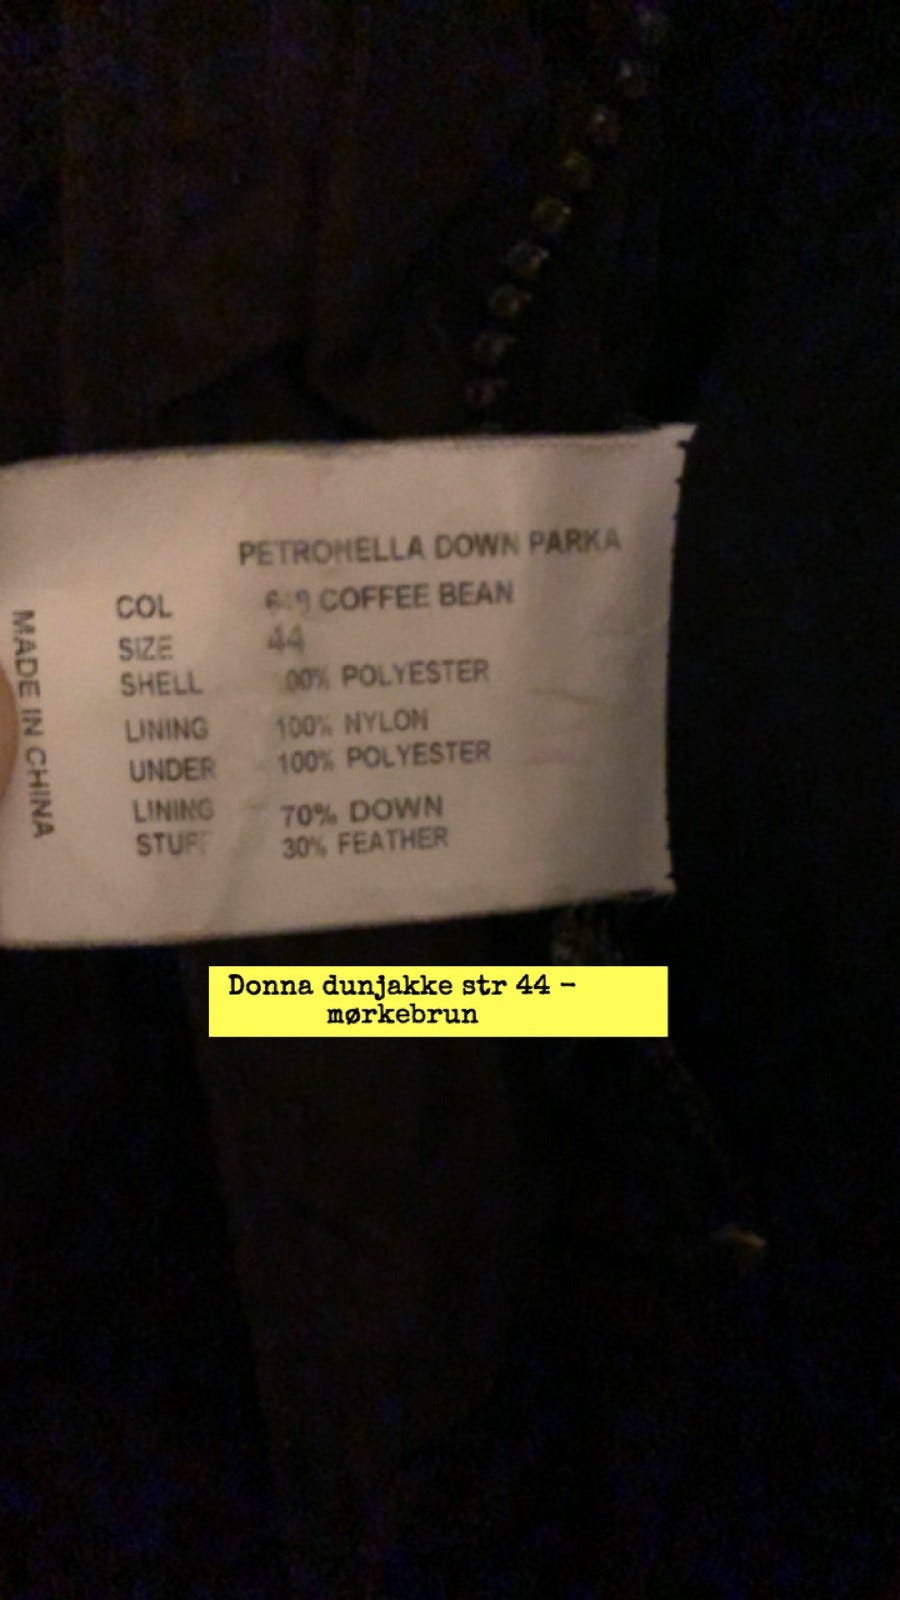 PETRONELLA DOWN PARKA
COL COFFEE BEAN
SIZE 44
SHELL POLYESTER
LINING 100% NYLON
UNDER 100% POLYESTER
LINING 70% DOWN
STUFF 30% FEATHER
MADE IN CHINA
Donna dunjakke str 44 -
mørkebrun